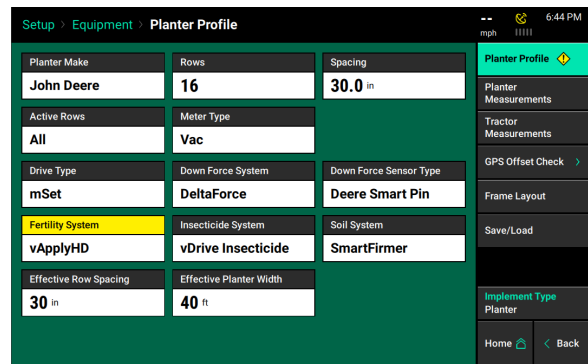 Setup > Equipment > Planter Profile
-- mph
6:44 PM
Planter Make
John Deere
Rows
16
Spacing
30.0 in
Active Rows
All
Meter Type
Vac
Drive Type
mSet
Down Force System
DeltaForce
Down Force Sensor Type
Deere Smart Pin
Fertility System
vApplyHD
Insecticide System
vDrive Insecticide
Soil System
SmartFirmer
Effective Row Spacing
30 in
Effective Planter Width
40 ft
Planter Profile
Planter
Measurements
Tractor
Measurements
GPS Offset Check >
Frame Layout
Save/Load
Implement Type
Planter
Home
< Back